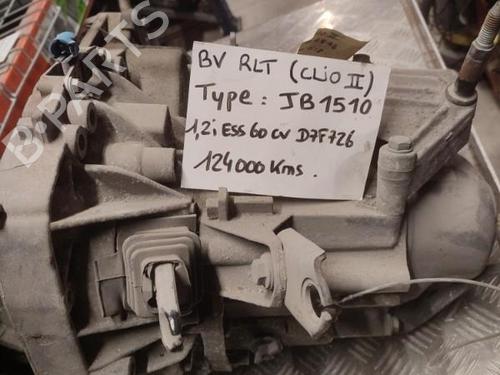 BV RLT (CLIO II)
Type : JB1510
1,2i ESS 60 CV D7F726
124000 Kms.
B-PARTS